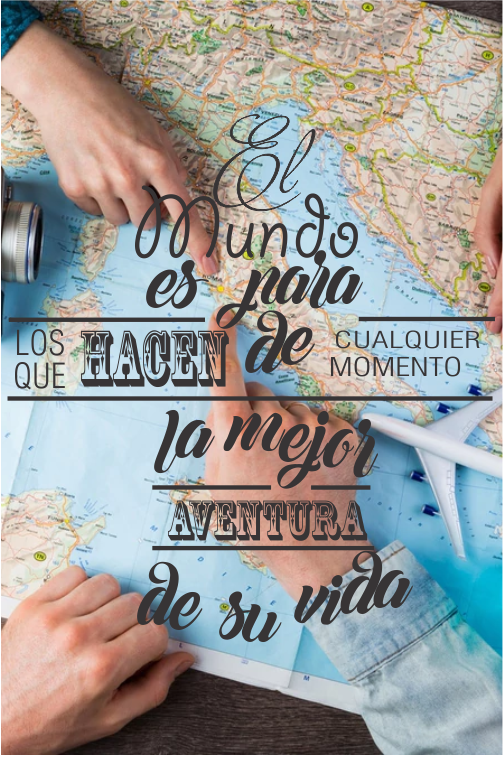 El
Mundo
es para
LOS QUE HACEN de CUALQUIER MOMENTO
la mejor
AVENTURA
de su vida